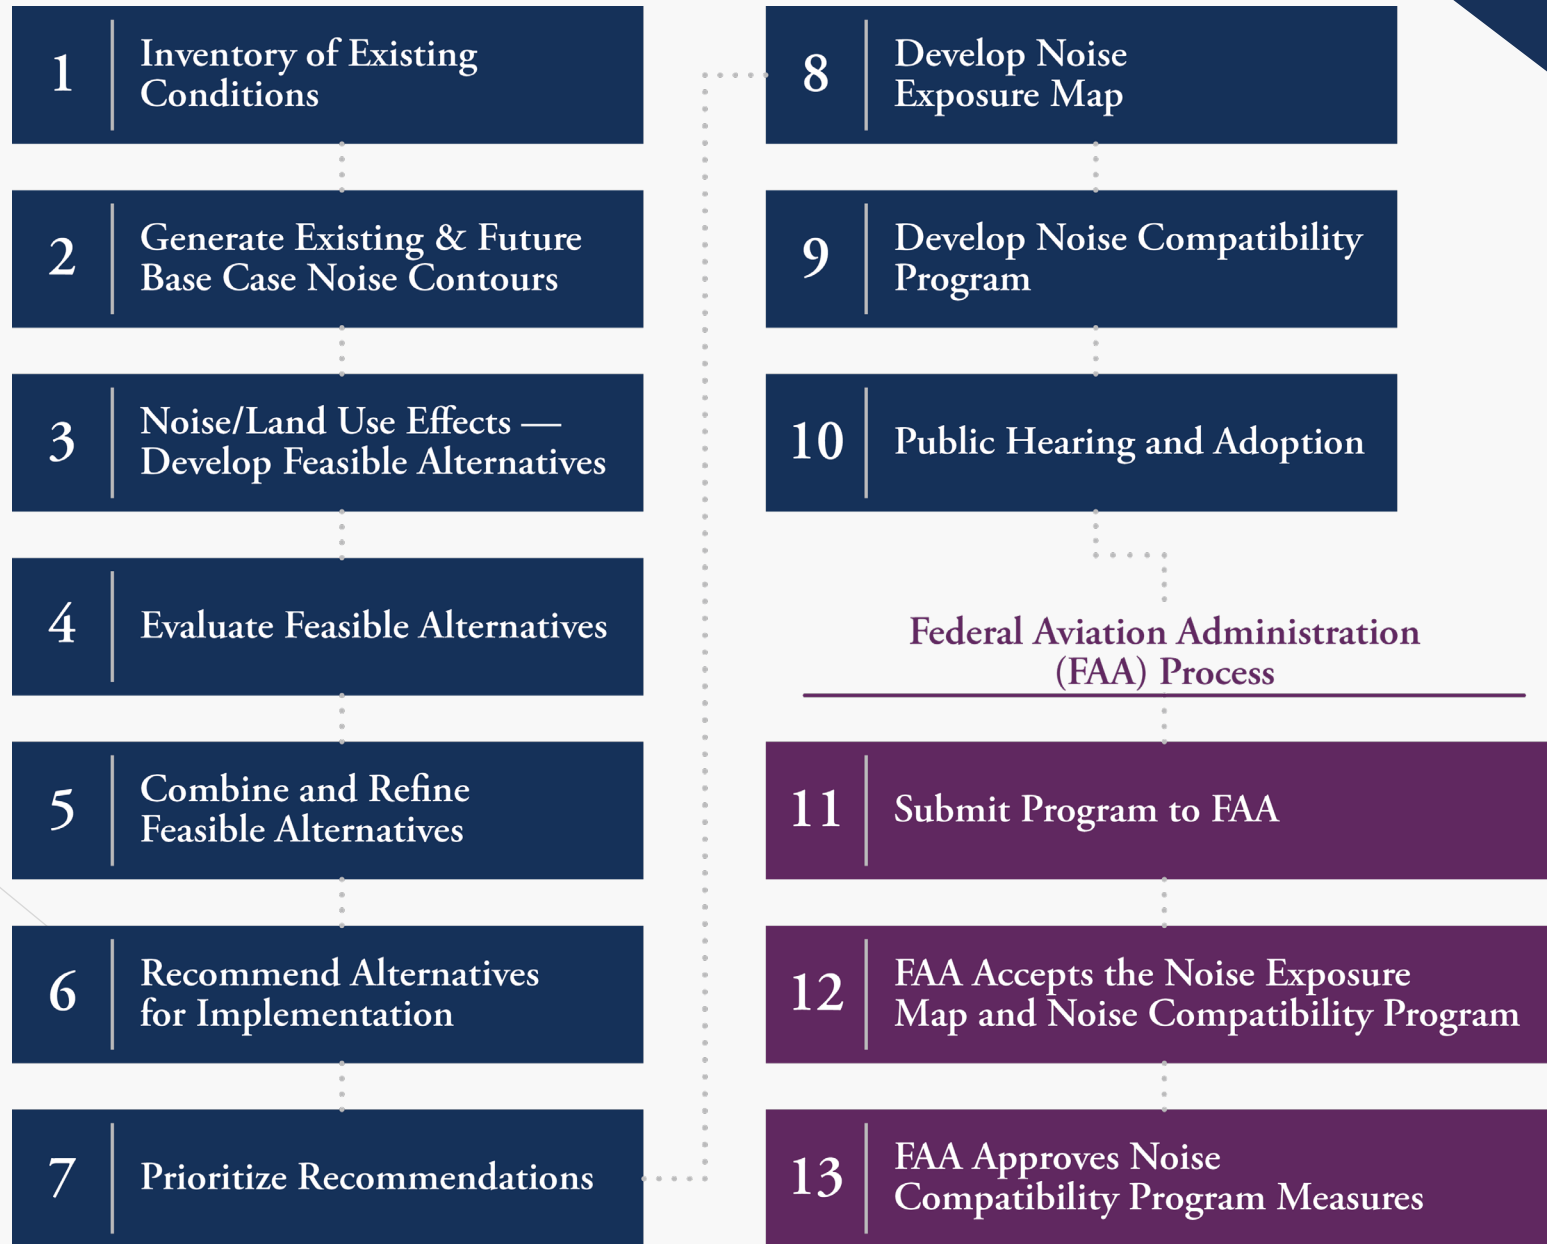 1
Inventory of Existing
Conditions
2
Generate Existing & Future
Base Case Noise Contours
3
Noise/Land Use Effects —
Develop Feasible Alternatives
4
Evaluate Feasible Alternatives
5
Combine and Refine
Feasible Alternatives
6
Recommend Alternatives
for Implementation
7
Prioritize Recommendations
8
Develop Noise
Exposure Map
9
Develop Noise Compatibility
Program
10
Public Hearing and Adoption
Federal Aviation Administration
(FAA) Process
11
Submit Program to FAA
12
FAA Accepts the Noise Exposure
Map and Noise Compatibility Program
13
FAA Approves Noise
Compatibility Program Measures